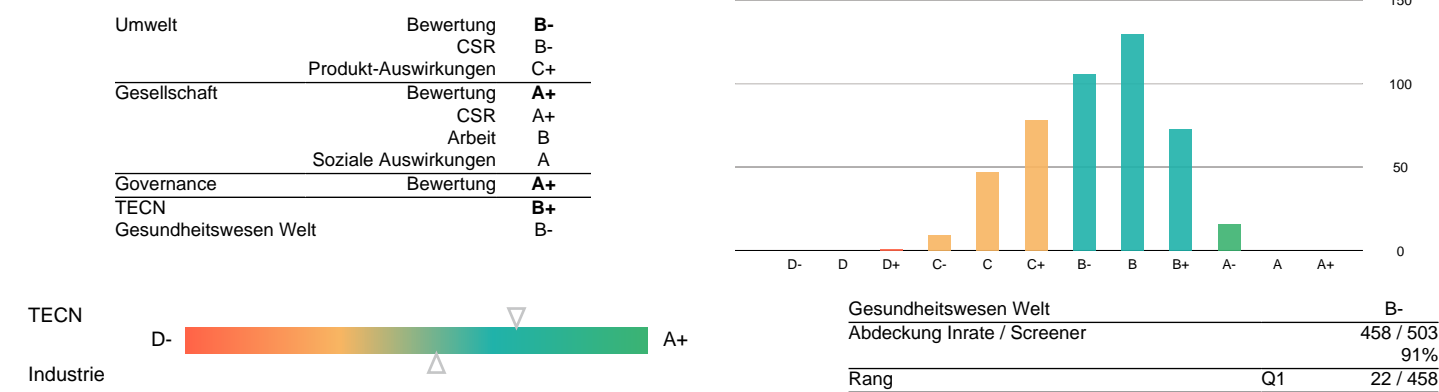 Umwelt Bewertung B-
CSR B-
Produkt-Auswirkungen C+
Gesellschaft Bewertung A+
CSR A+
Arbeit B
Soziale Auswirkungen A
Governance Bewertung A+
TECN B+
Gesundheitswesen Welt B-
150
100
50
0
D- D D+ C- C C+ B- B B+ A- A A+
TECN
D- A+
Industrie
Gesundheitswesen Welt B-
Abdeckung Inrate / Screener 458 / 503
91%
Rang Q1 22 / 458